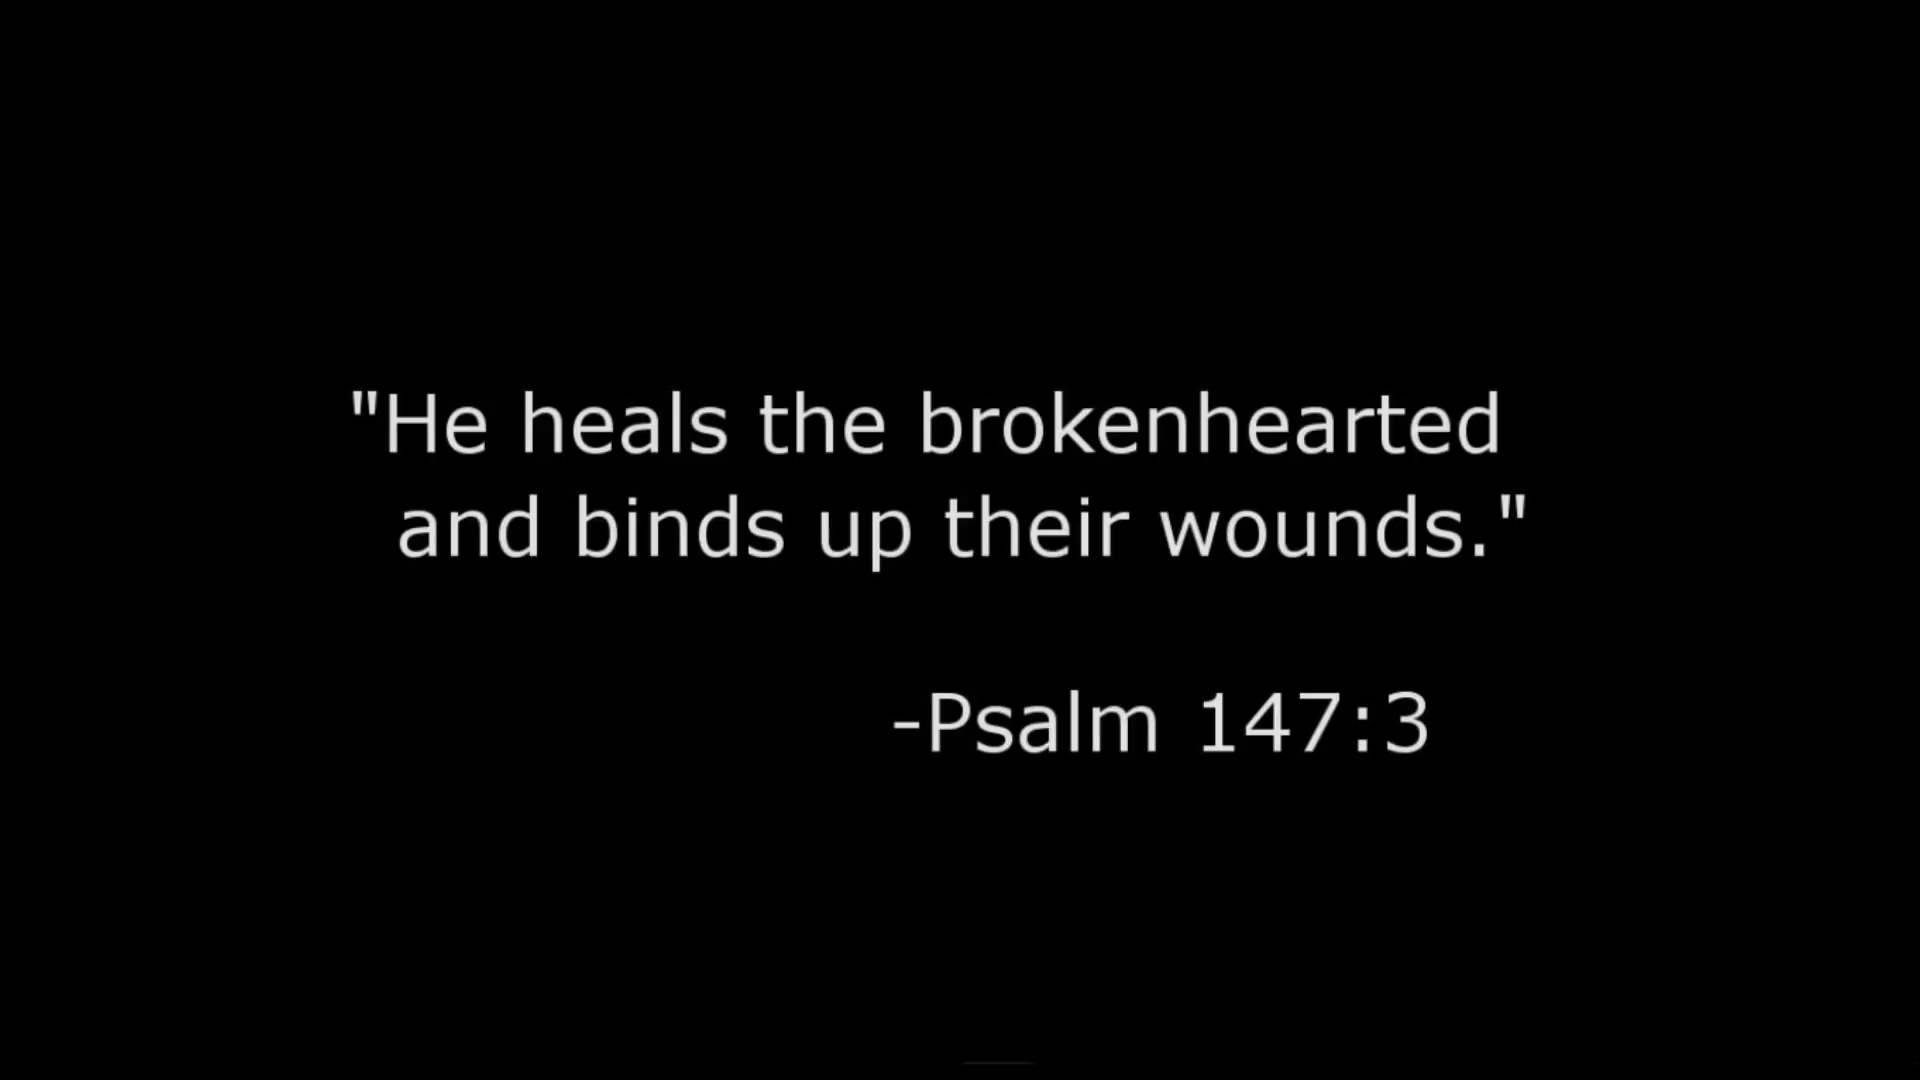 "He heals the brokenhearted
and binds up their wounds."
-Psalm 147:3